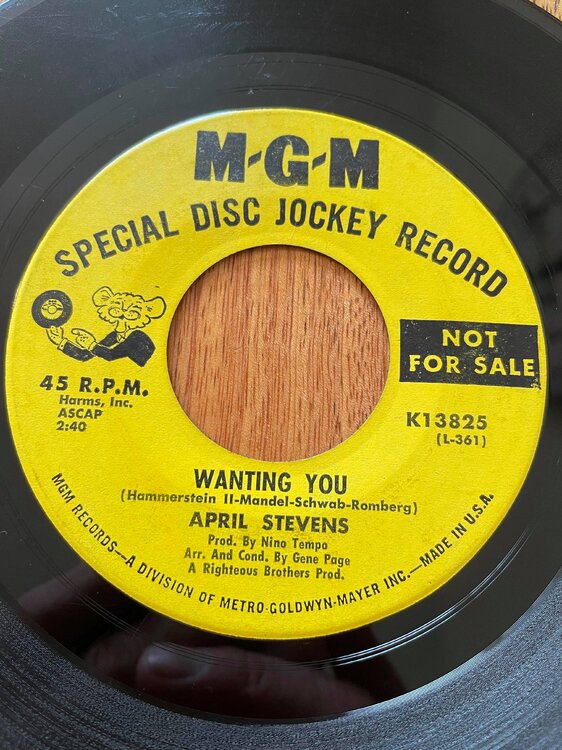 M-G-M
SPECIAL DISC JOCKEY RECORD
NOT
FOR SALE
45 R.P.M.
Harms, Inc.
ASCAP
2:40
K13825
(L-361)
WANTING YOU
(Hammerstein II-Mandel-Schwab-Romberg)
APRIL STEVENS
Prod. By Nino Tempo
Arr. And Cond. By Gene Page
A Righteous Brothers Prod.
MGM RECORDS—A DIVISION OF METRO-GOLDWYN-MAYER INC.—MADE IN U.S.A.